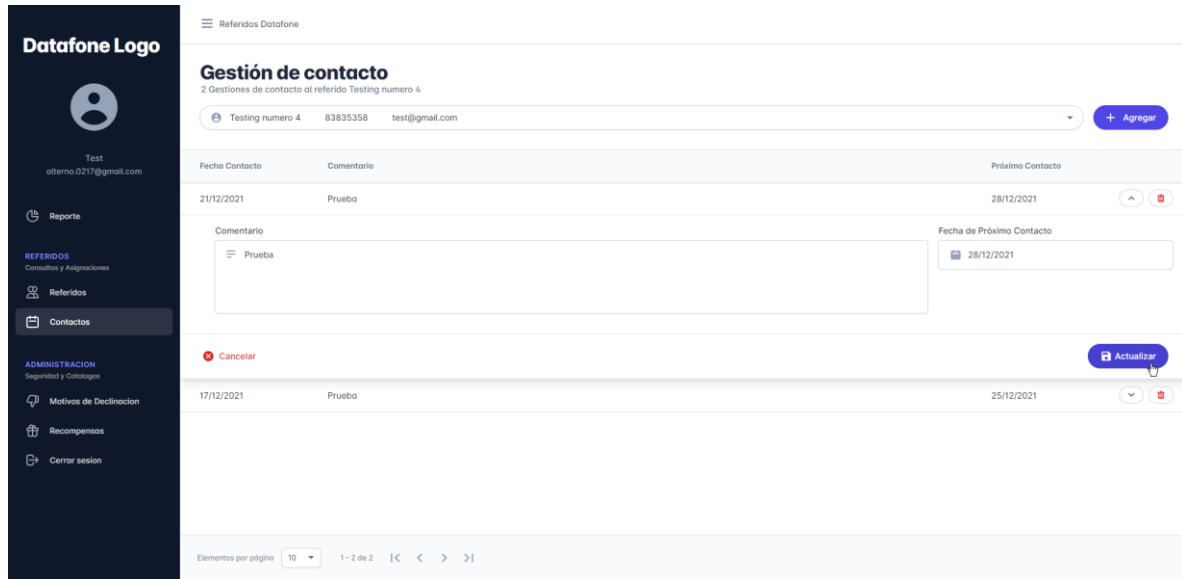 Datafone Logo
Test
alterno.0217@gmail.com
Reporte
REFERIDOS
Consultas y Asignaciones
Referidos
Contactos
ADMINISTRACION
Seguridad y Catalogos
Motivos de Declinacion
Recompensas
Cerrar sesion
Referidos Datafone
Gestión de contacto
2 Gestiones de contacto al referido Testing numero 4
Testing numero 4 83835358 test@gmail.com
+ Agregar
Fecha Contacto Comentario Próximo Contacto
21/12/2021 Prueba 28/12/2021
Comentario Fecha de Próximo Contacto
Prueba 28/12/2021
Cancelar Actualizar
17/12/2021 Prueba 25/12/2021
Elementos por página 10 1 - 2 de 2